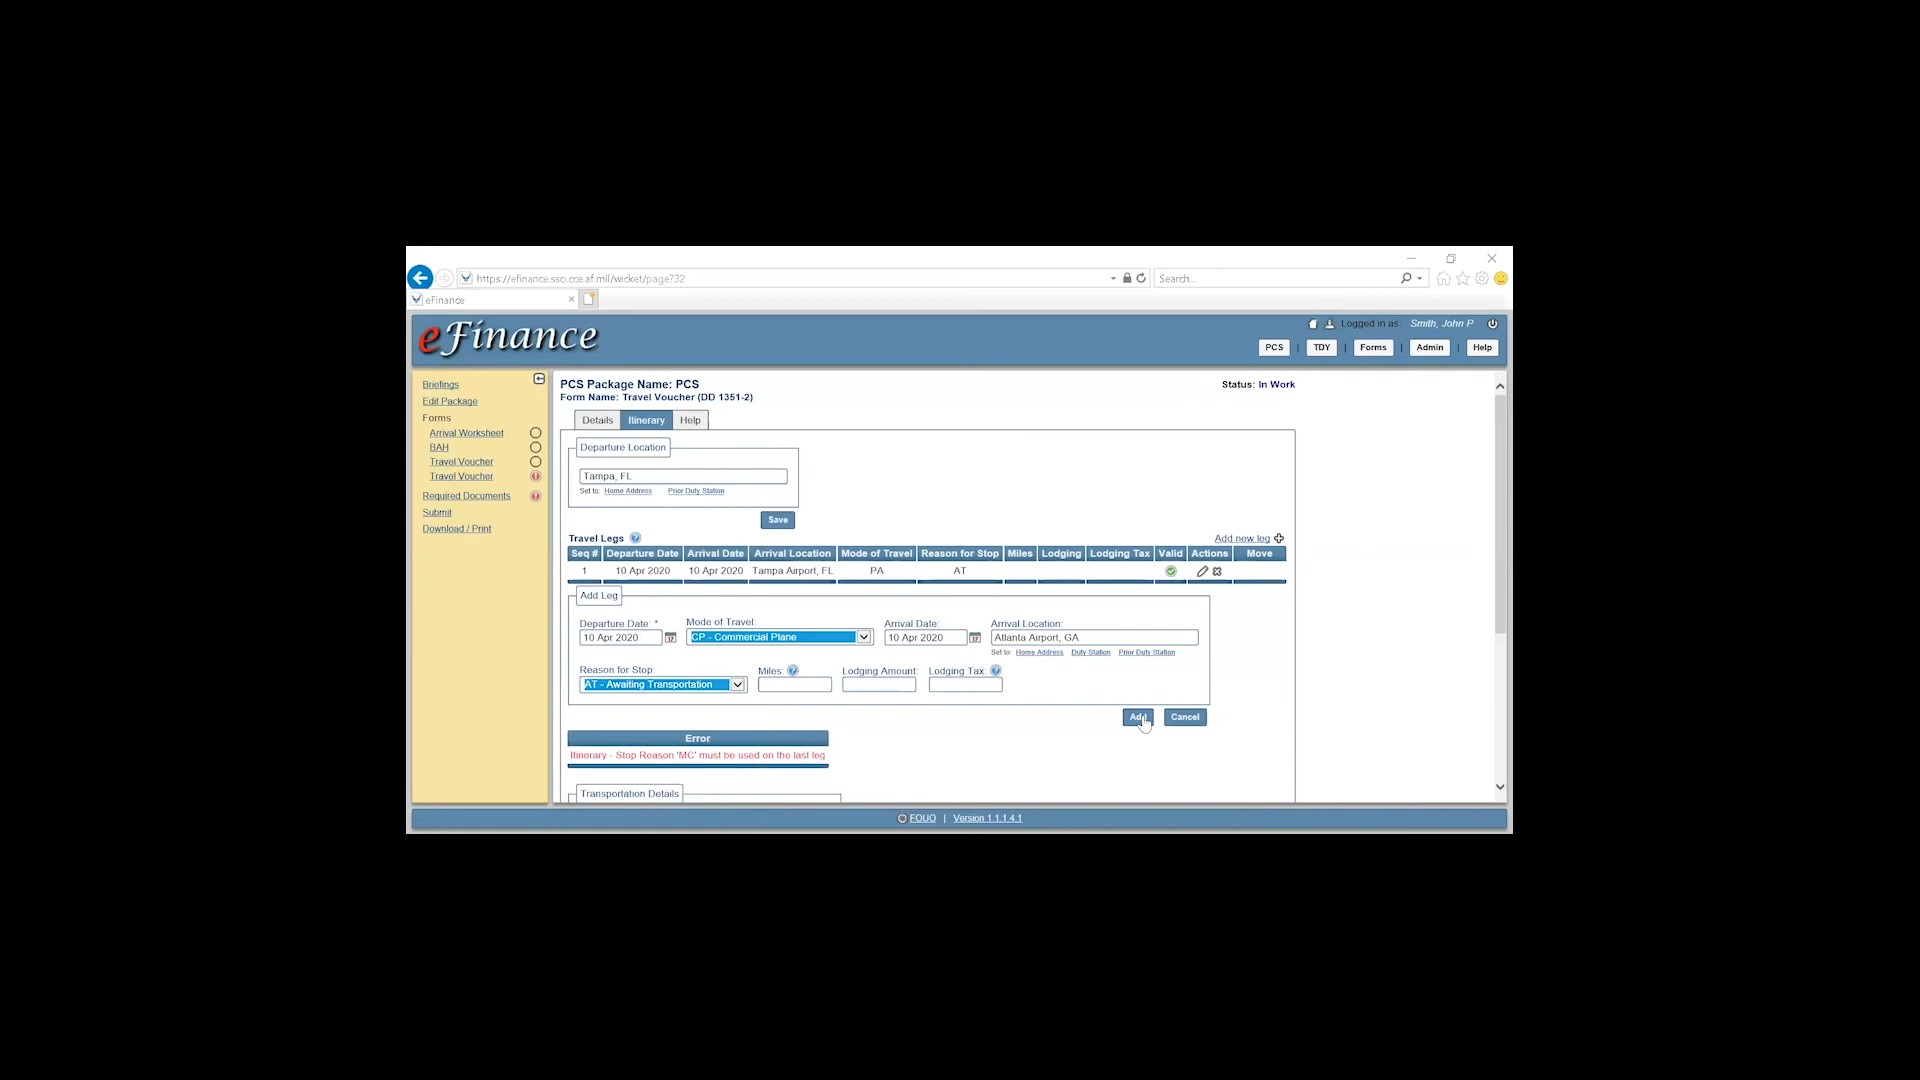 https://efinance.sso.cce.af.mil/wicket/page?32
Search...
eFinance
eFinance
Logged in as: Smith, John P
PCS | TDY | Forms | Admin | Help
Briefings
Edit Package
Forms
Arrival Worksheet
BAH
Travel Voucher
Travel Voucher
Required Documents
Submit
Download / Print
PCS Package Name: PCS
Status: In Work
Form Name: Travel Voucher (DD 1351-2)
Details Itinerary Help
Departure Location
Tampa, FL
Set to: Home Address Prior Duty Station
Save
Travel Legs
Add new leg
Seq # Departure Date Arrival Date Arrival Location Mode of Travel Reason for Stop Miles Lodging Lodging Tax Valid Actions Move
1 10 Apr 2020 10 Apr 2020 Tampa Airport, FL PA AT
Add Leg
Departure Date: * Mode of Travel: Arrival Date: Arrival Location:
10 Apr 2020 CP - Commercial Plane 10 Apr 2020 Atlanta Airport, GA
Set to: Home Address Duty Station Prior Duty Station
Reason for Stop: Miles: Lodging Amount: Lodging Tax:
AT - Awaiting Transportation
Add Cancel
Error
Itinerary - Stop Reason 'MC' must be used on the last leg
Transportation Details
FOUO | Version 1.1.1.4.1